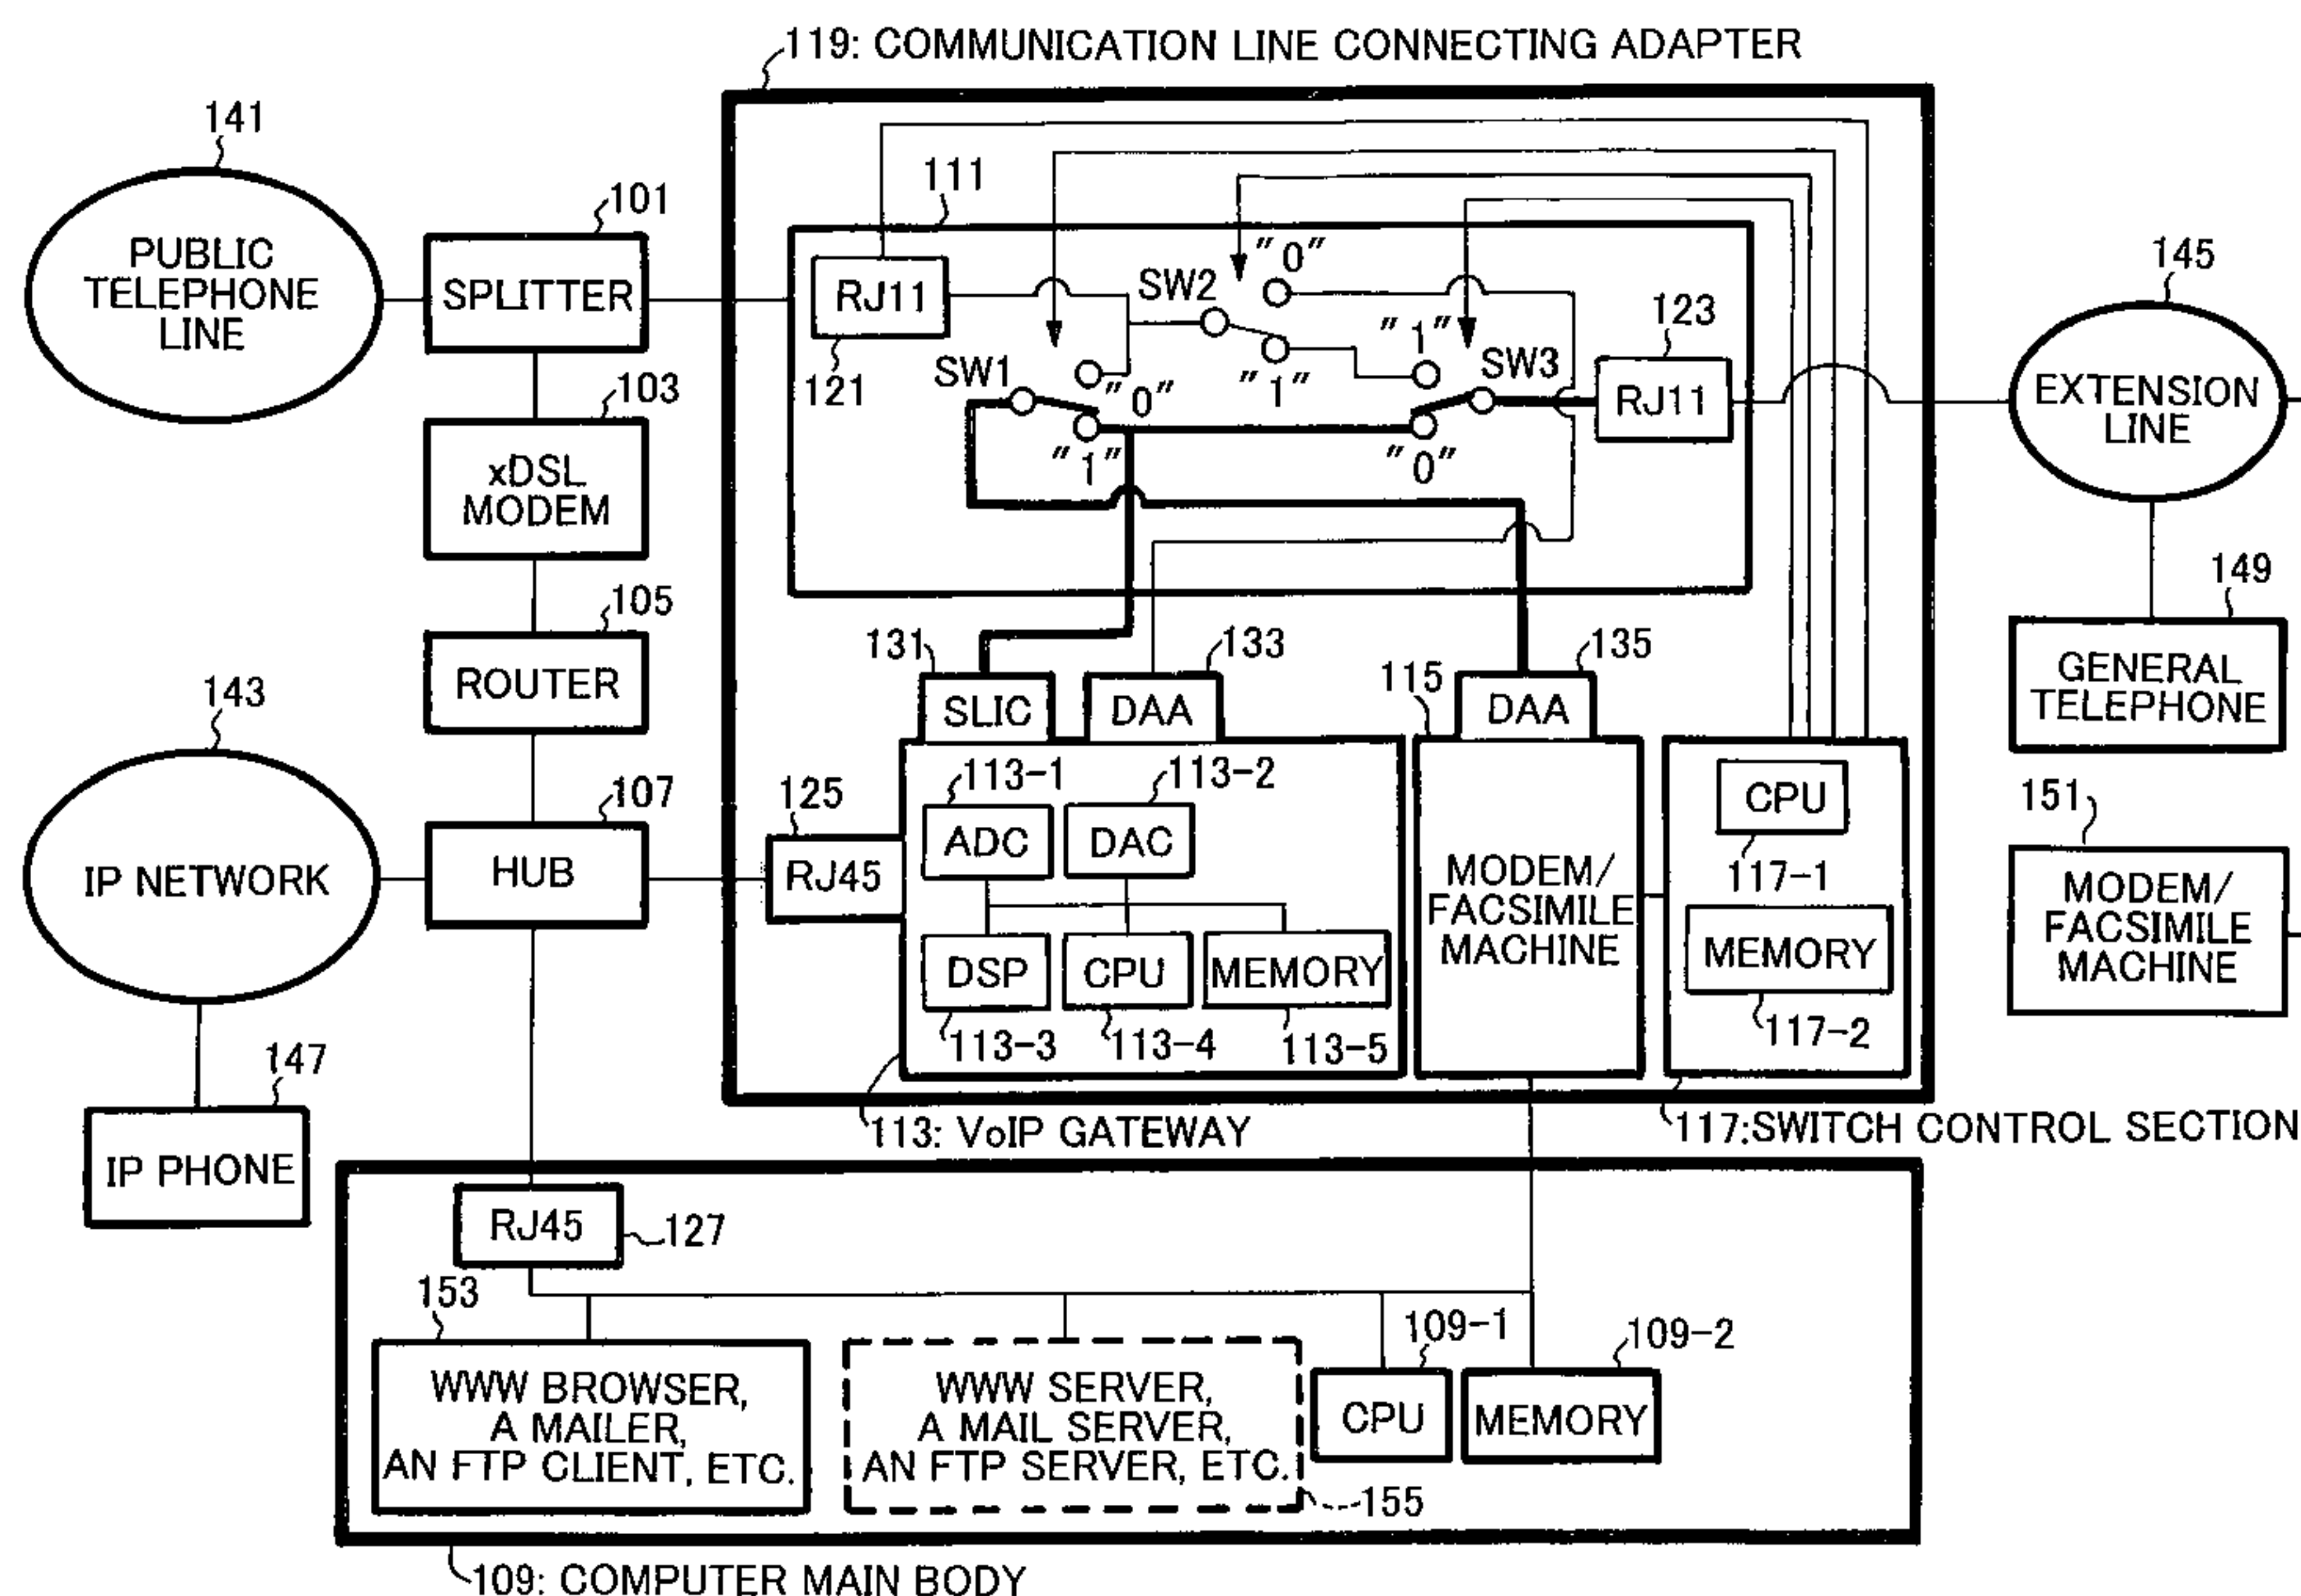 119: COMMUNICATION LINE CONNECTING ADAPTER
141
PUBLIC
TELEPHONE
LINE
101
SPLITTER
103
xDSL
MODEM
105
ROUTER
143
IP NETWORK
107
HUB
147
IP PHONE
111
RJ11
121
SW1
"0"
"1"
SW2
"0"
"1"
"1"
SW3
"0"
123
RJ11
145
EXTENSION
LINE
149
GENERAL
TELEPHONE
151
MODEM/
FACSIMILE
MACHINE
131
SLIC
133
DAA
115
135
DAA
125
RJ45
113-1
ADC
113-2
DAC
DSP
CPU
MEMORY
113-3
113-4
113-5
MODEM/
FACSIMILE
MACHINE
CPU
117-1
MEMORY
117-2
113: VoIP GATEWAY
117:SWITCH CONTROL SECTION
RJ45
127
153
WWW BROWSER,
A MAILER,
AN FTP CLIENT, ETC.
WWW SERVER,
A MAIL SERVER,
AN FTP SERVER, ETC.
155
109-1
CPU
109-2
MEMORY
109: COMPUTER MAIN BODY